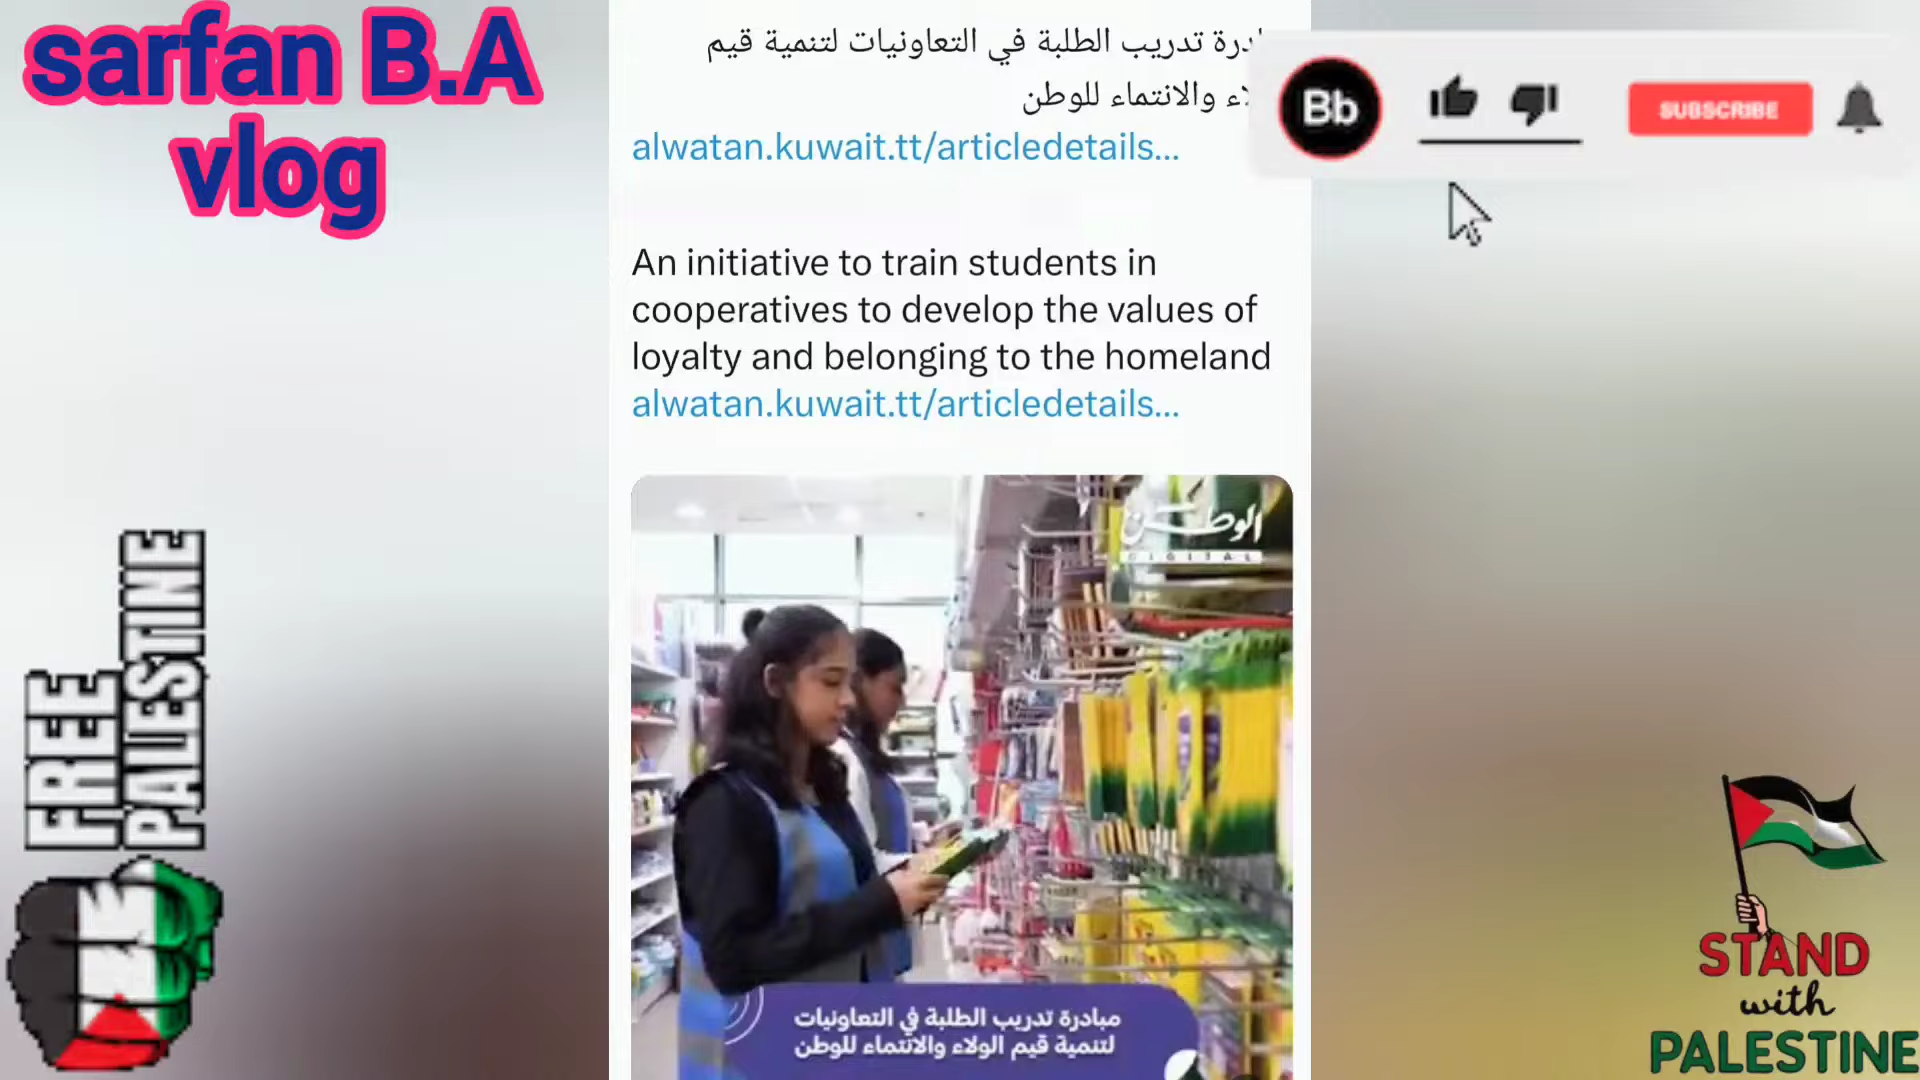 sarfan B.A
vlog
تدريب الطلبة في التعاونيات لتنمية قيم
والانتماء للوطن
alwatan.kuwait.tt/articledetails...
Bb
SUBSCRIBE
An initiative to train students in
cooperatives to develop the values of
loyalty and belonging to the homeland
alwatan.kuwait.tt/articledetails...
الوطن
DIGITAL
FREE
PALESTINE
مبادرة تدريب الطلبة في التعاونيات
لتنمية قيم الولاء والانتماء للوطن
STAND
with
PALESTINE